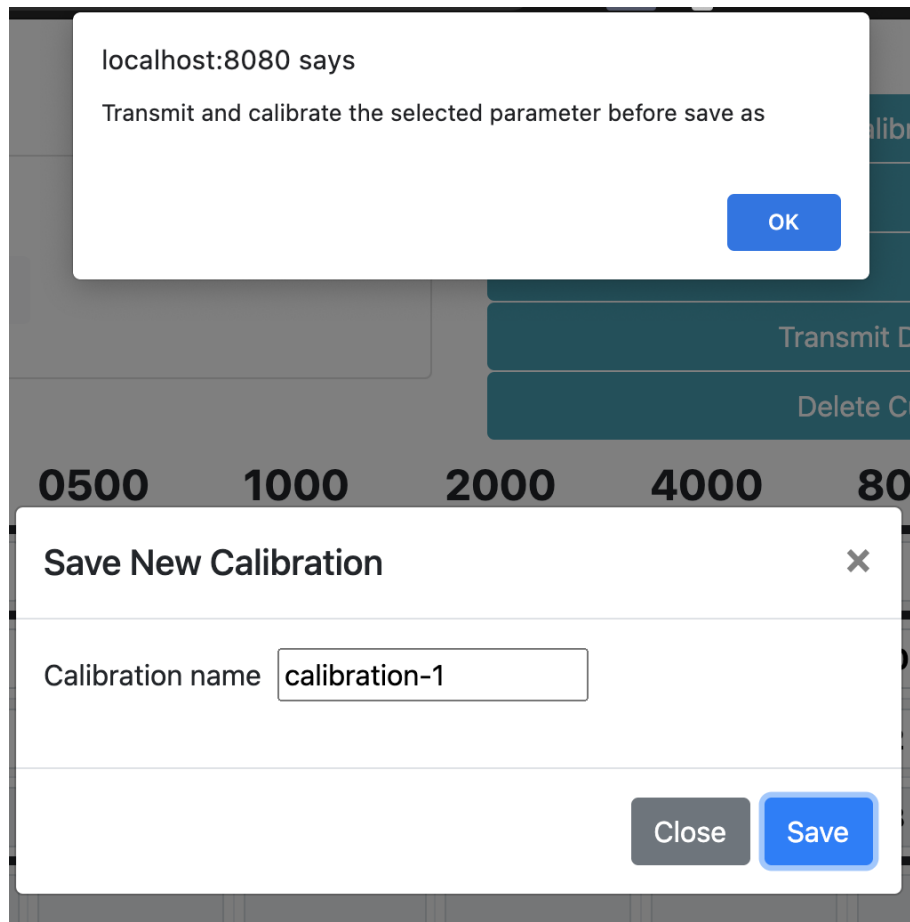 localhost:8080 says
Transmit and calibrate the selected parameter before save as
OK
Transmit D
Delete C
0500 1000 2000 4000 80
Save New Calibration ×
Calibration name calibration-1
Close Save